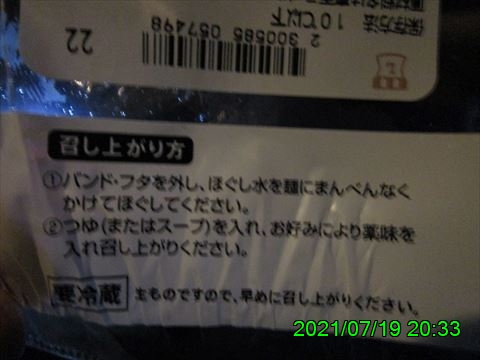 保存方法
10℃以下
2 300585 057498
22
召し上がり方
①バンド・フタを外し、ほぐし水を麺にまんべんなく
かけてほぐしてください。
②つゆ(またはスープ)を入れ、お好みにより薬味を
入れ召し上がりください。
要冷蔵 生ものですので、早めに召し上がりください。
2021/07/19 20:33